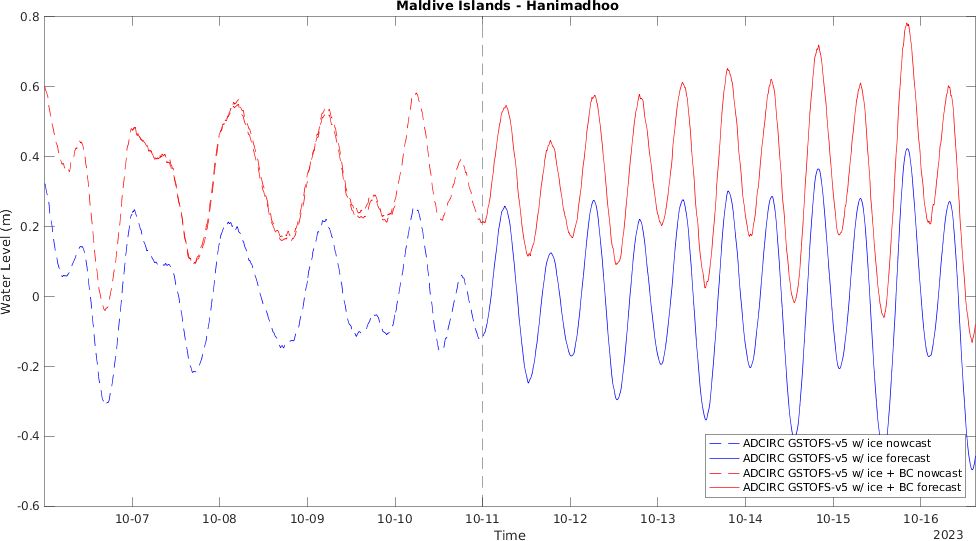 Maldive Islands - Hanimadhoo
0.8
0.6
0.4
0.2
0
-0.2
-0.4
-0.6
Water Level (m)
ADCIRC GSTOFS-v5 w/ ice nowcast
ADCIRC GSTOFS-v5 w/ ice forecast
ADCIRC GSTOFS-v5 w/ ice + BC nowcast
ADCIRC GSTOFS-v5 w/ ice + BC forecast
10-07 10-08 10-09 10-10 10-11 10-12 10-13 10-14 10-15 10-16
Time
2023